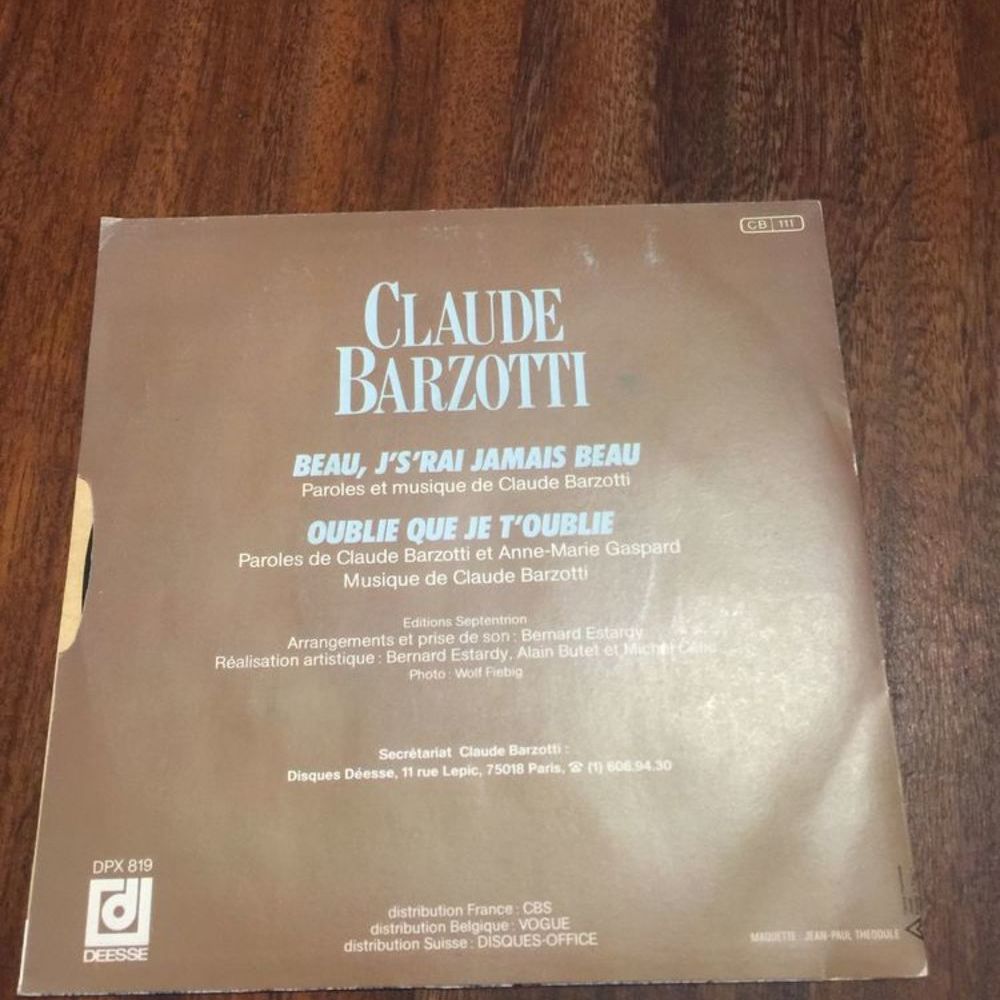 CB 111
CLAUDE
BARZOTTI
BEAU, J'S'RAI JAMAIS BEAU
Paroles et musique de Claude Barzotti
OUBLIE QUE JE T'OUBLIE
Paroles de Claude Barzotti et Anne-Marie Gaspard
Musique de Claude Barzotti
Editions Septentrion
Arrangements et prise de son : Bernard Estardy
Réalisation artistique : Bernard Estardy, Alain Butet et Michel
Photo : Wolf Fiebig
Secrétariat Claude Barzotti :
Disques Déesse, 11 rue Lepic, 75018 Paris, ☎ (1) 606.94.30
DPX 819
d
DEESSE
distribution France : CBS
distribution Belgique : VOGUE
distribution Suisse : DISQUES-OFFICE
MAQUETTE : JEAN-PAUL THEODULE